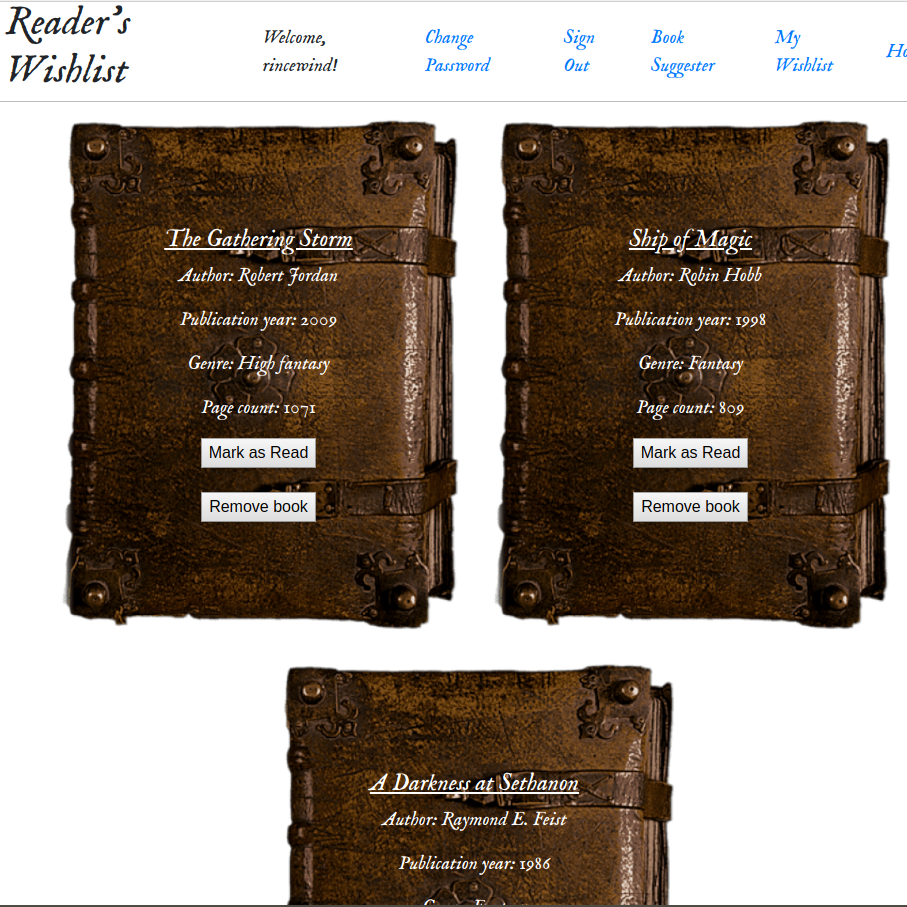 Reader's
Wishlist
Welcome,
rincewind!
Change
Password
Sign
Out
Book
Suggester
My
Wishlist
The Gathering Storm
Author: Robert Jordan
Publication year: 2009
Genre: High fantasy
Page count: 1071
Mark as Read
Remove book
Ship of Magic
Author: Robin Hobb
Publication year: 1998
Genre: Fantasy
Page count: 809
Mark as Read
Remove book
A Darkness at Sethanon
Author: Raymond E. Feist
Publication year: 1986